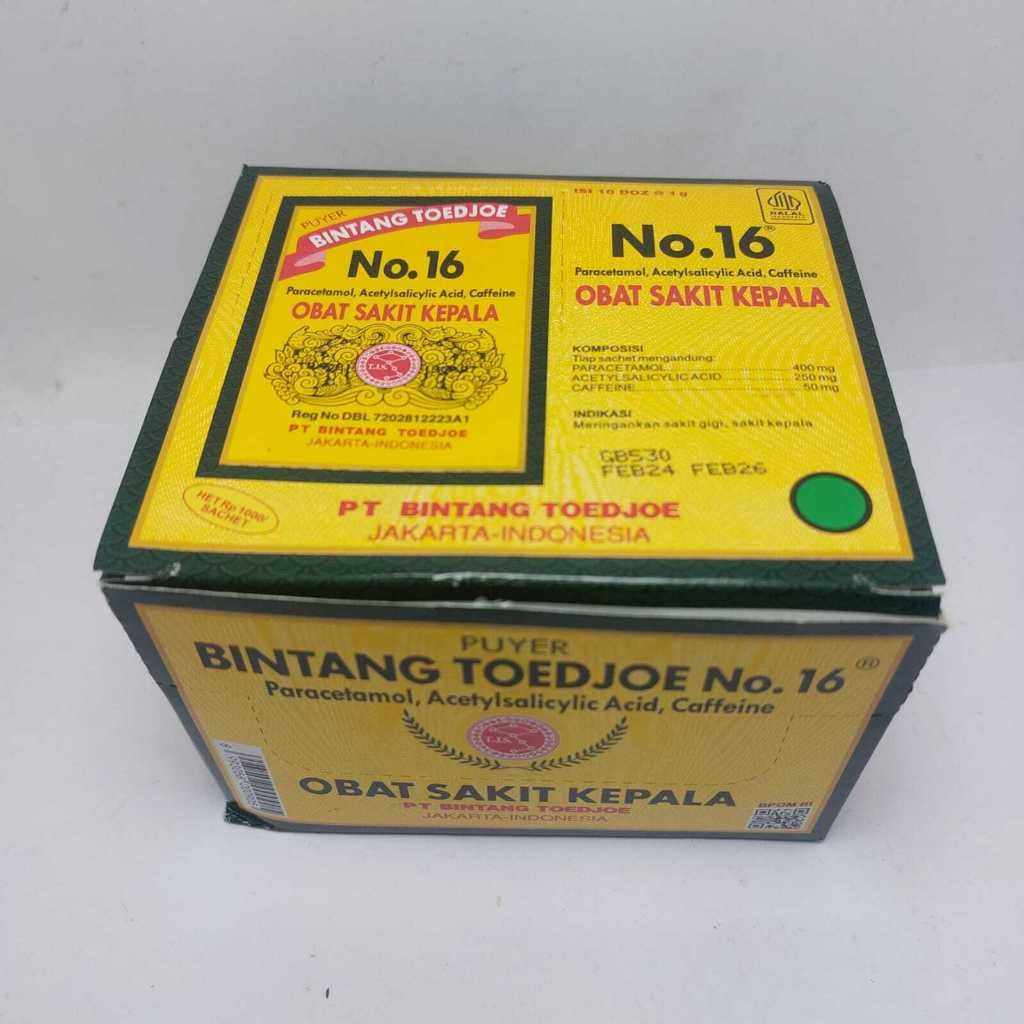 PUYER
BINTANG TOEDJOE
No.16
Paracetamol, Acetylsalicylic Acid, Caffeine
OBAT SAKIT KEPALA
T.J.S.
Reg No DBL 7202812223A1
PT BINTANG TOEDJOE
JAKARTA-INDONESIA
ISI 10 DOZ @ 1g
HALAL
No.16®
Paracetamol, Acetylsalicylic Acid, Caffeine
OBAT SAKIT KEPALA
KOMPOSISI
Tiap sachet mengandung:
PARACETAMOL 400 mg
ACETYLSALICYLIC ACID 250 mg
CAFFEINE 50 mg
INDIKASI
Meringankan sakit gigi, sakit kepala
GB530
FEB24 FEB26
HET Rp 1000/
SACHET
PT BINTANG TOEDJOE
JAKARTA-INDONESIA
PUYER
BINTANG TOEDJOE No. 16®
Paracetamol, Acetylsalicylic Acid, Caffeine
T.J.S.
OBAT SAKIT KEPALA
PT BINTANG TOEDJOE
JAKARTA-INDONESIA
BPOM RI